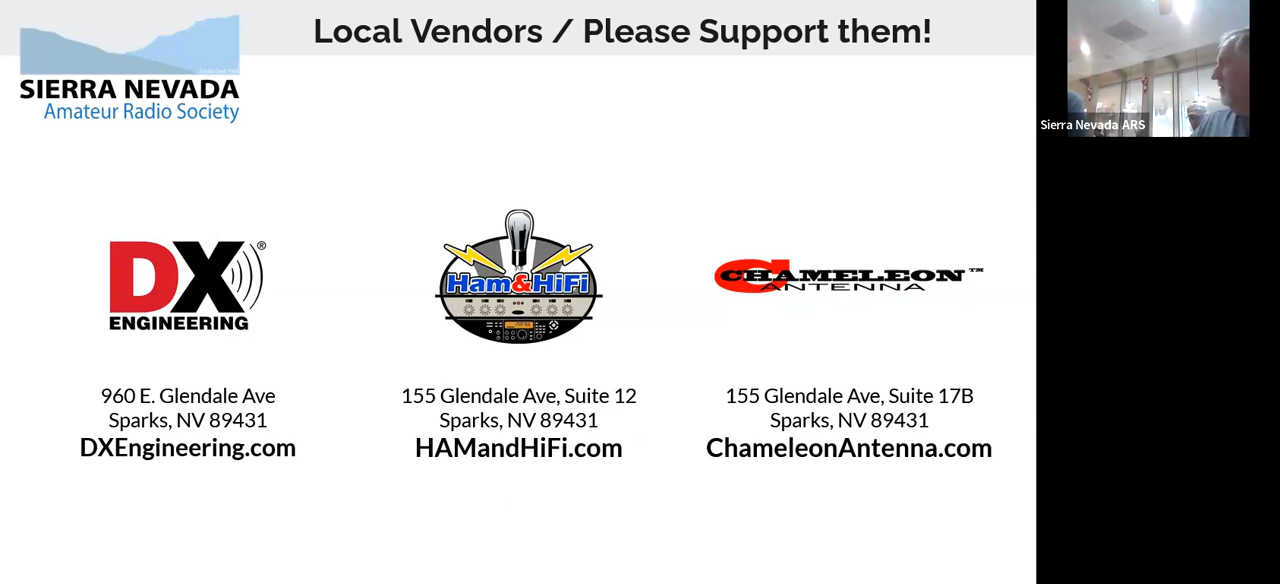 Local Vendors / Please Support them!
SIERRA NEVADA
Amateur Radio Society
Sierra Nevada ARS
DX®
ENGINEERING
Ham&HiFi
CHAMELEON™
ANTENNA
960 E. Glendale Ave
Sparks, NV 89431
DXEngineering.com
155 Glendale Ave, Suite 12
Sparks, NV 89431
HAMandHiFi.com
155 Glendale Ave, Suite 17B
Sparks, NV 89431
ChameleonAntenna.com